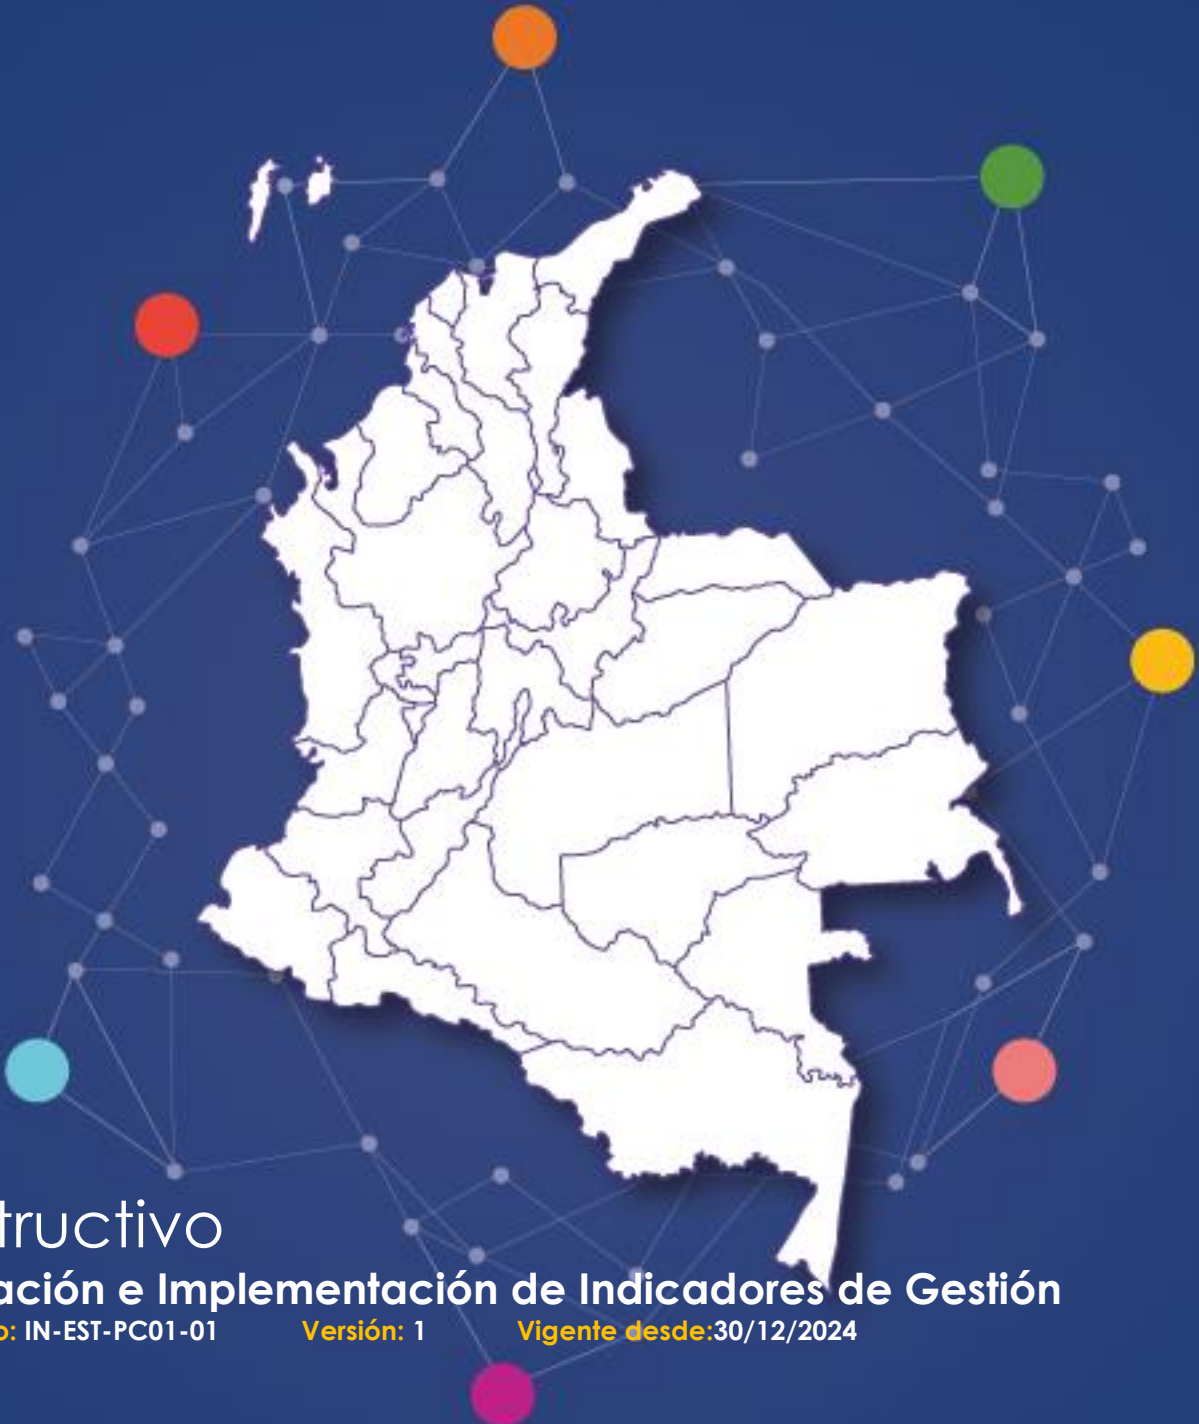 tructivo
ación e Implementación de Indicadores de Gestión
o: IN-EST-PC01-01 Versión: 1 Vigente desde:30/12/2024